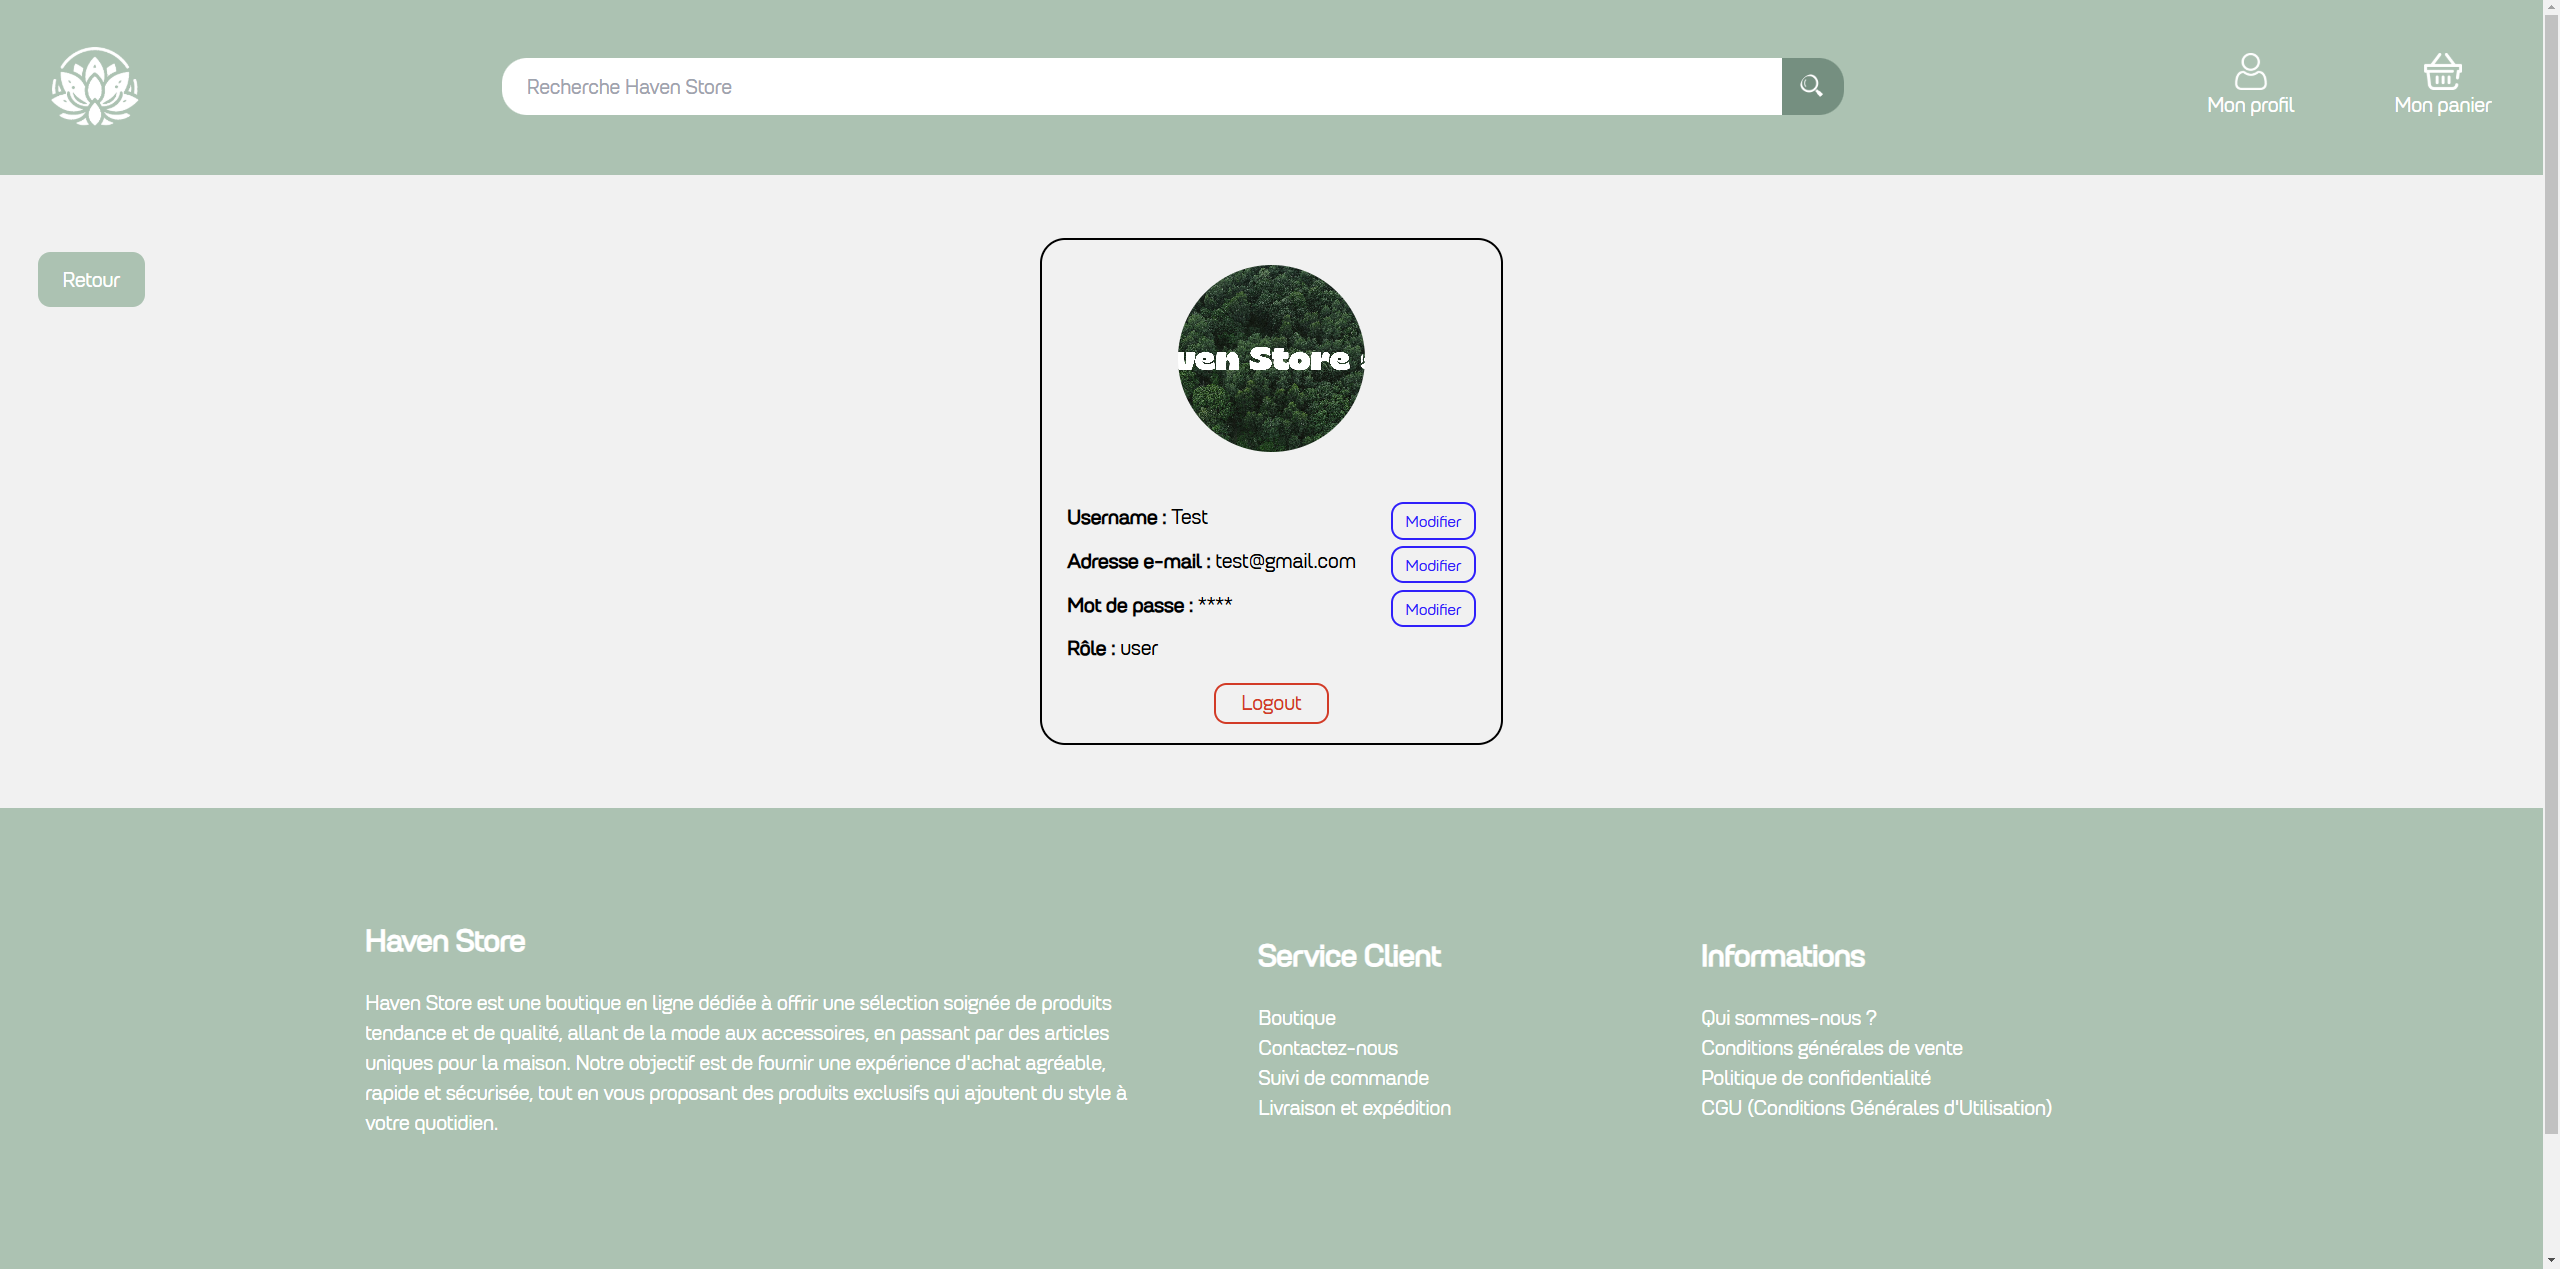 Recherche Haven Store
Mon profil
Mon panier
Retour
ven Store
Username : Test
Modifier
Adresse e-mail : test@gmail.com
Modifier
Mot de passe : ****
Modifier
Rôle : user
Logout
Haven Store
Haven Store est une boutique en ligne dédiée à offrir une sélection soignée de produits
tendance et de qualité, allant de la mode aux accessoires, en passant par des articles
uniques pour la maison. Notre objectif est de fournir une expérience d'achat agréable,
rapide et sécurisée, tout en vous proposant des produits exclusifs qui ajoutent du style à
votre quotidien.
Service Client
Boutique
Contactez-nous
Suivi de commande
Livraison et expédition
Informations
Qui sommes-nous ?
Conditions générales de vente
Politique de confidentialité
CGU (Conditions Générales d'Utilisation)